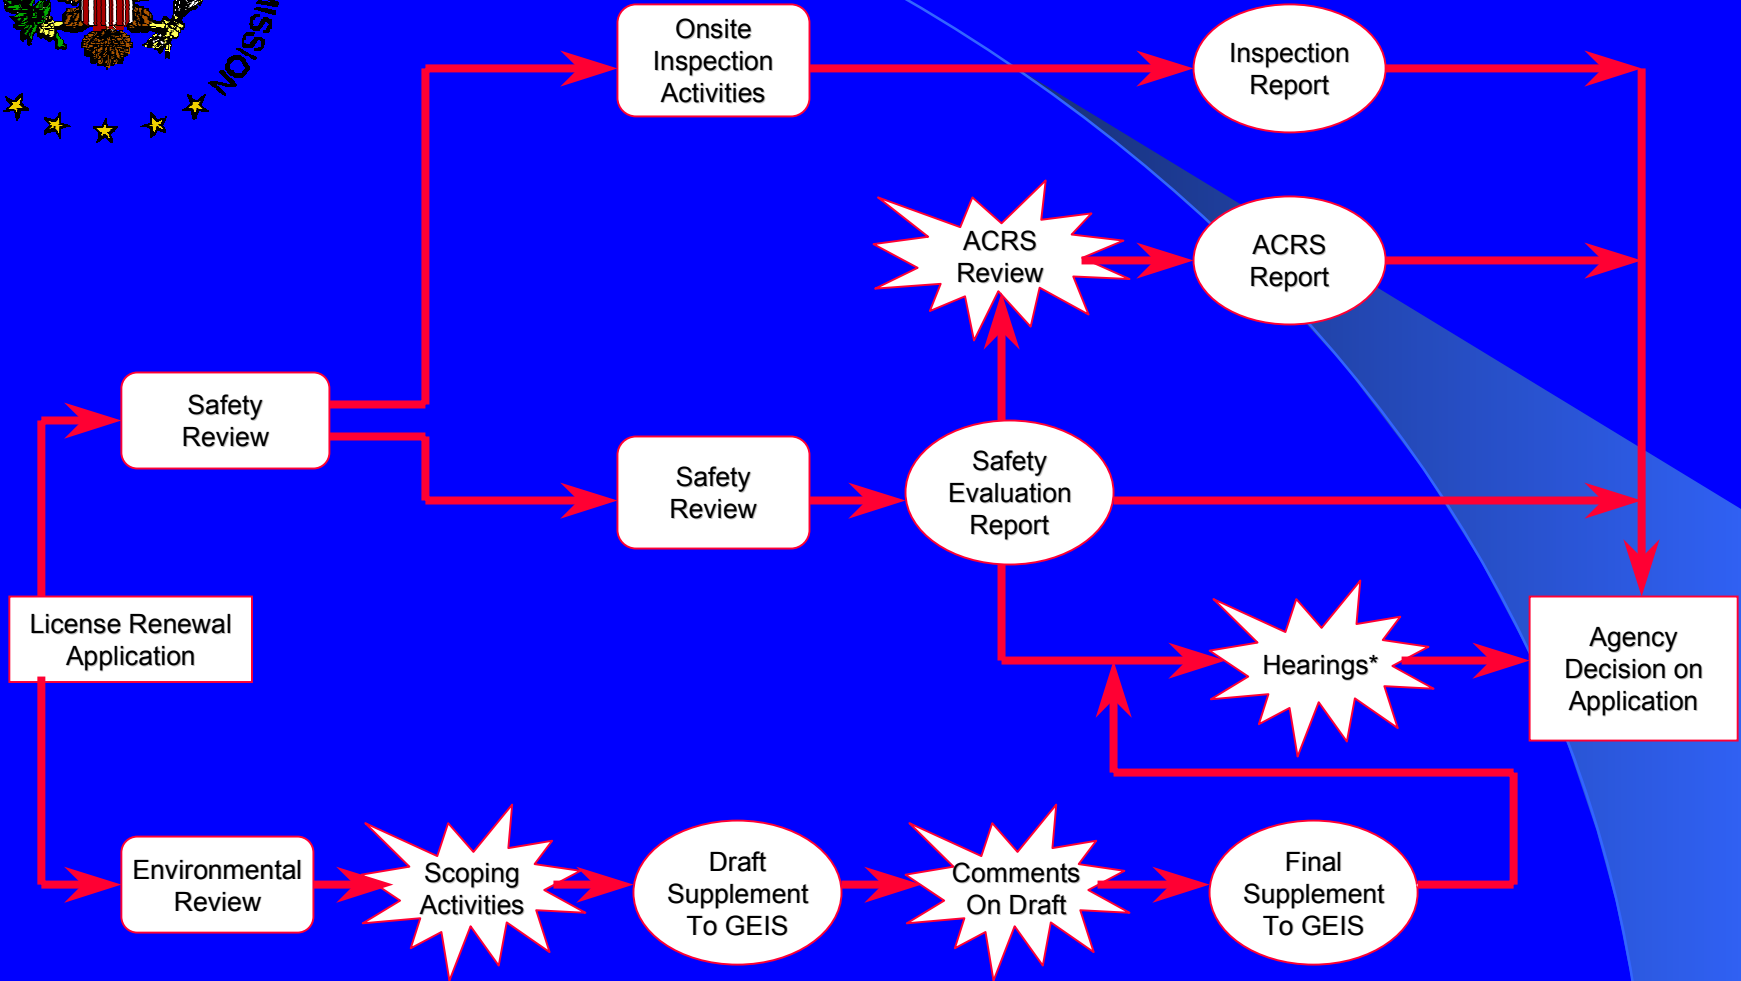 MISSION
Onsite
Inspection
Activities
Inspection
Report
ACRS
Review
ACRS
Report
Safety
Review
Safety
Review
Safety
Evaluation
Report
License Renewal
Application
Hearings*
Agency
Decision on
Application
Environmental
Review
Scoping
Activities
Draft
Supplement
To GEIS
Comments
On Draft
Final
Supplement
To GEIS